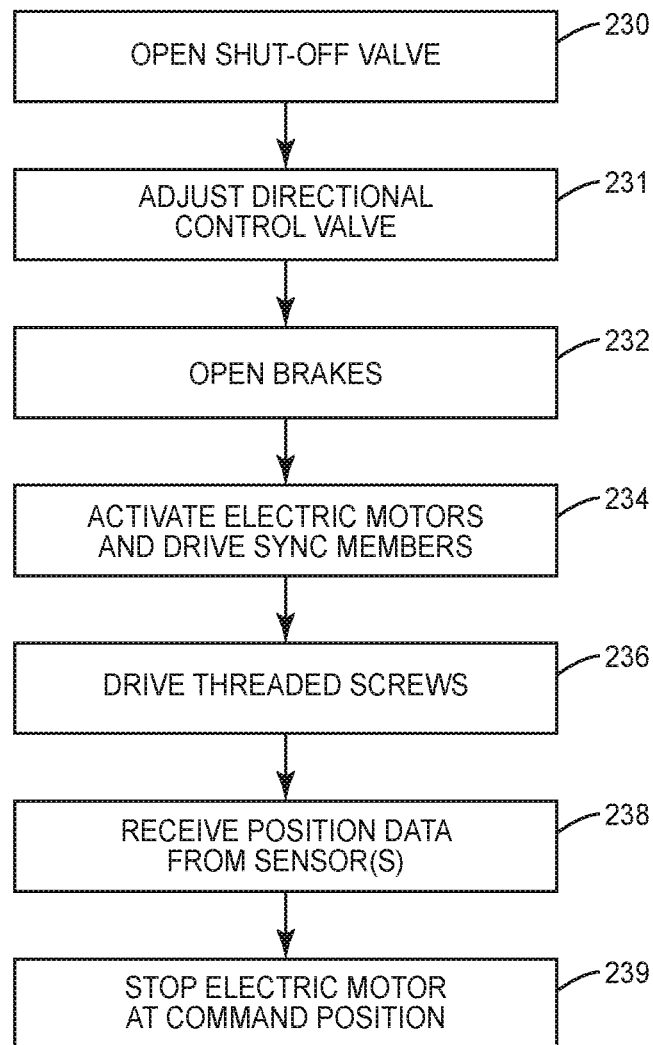 OPEN SHUT-OFF VALVE
230
ADJUST DIRECTIONAL
CONTROL VALVE
231
OPEN BRAKES
232
ACTIVATE ELECTRIC MOTORS
AND DRIVE SYNC MEMBERS
234
DRIVE THREADED SCREWS
236
RECEIVE POSITION DATA
FROM SENSOR(S)
238
STOP ELECTRIC MOTOR
AT COMMAND POSITION
239